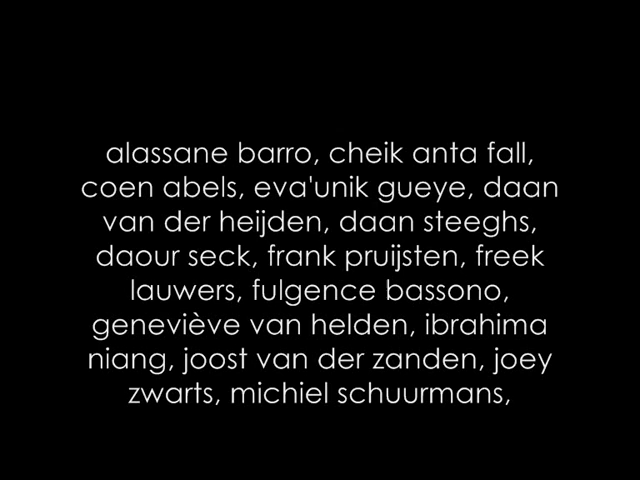 alassane barro, cheik anta fall,
coen abels, eva'unik gueye, daan
van der heijden, daan steeghs,
daour seck, frank pruijsten, freek
lauwers, fulgence bassono,
geneviève van helden, ibrahima
niang, joost van der zanden, joey
zwarts, michiel schuurmans,